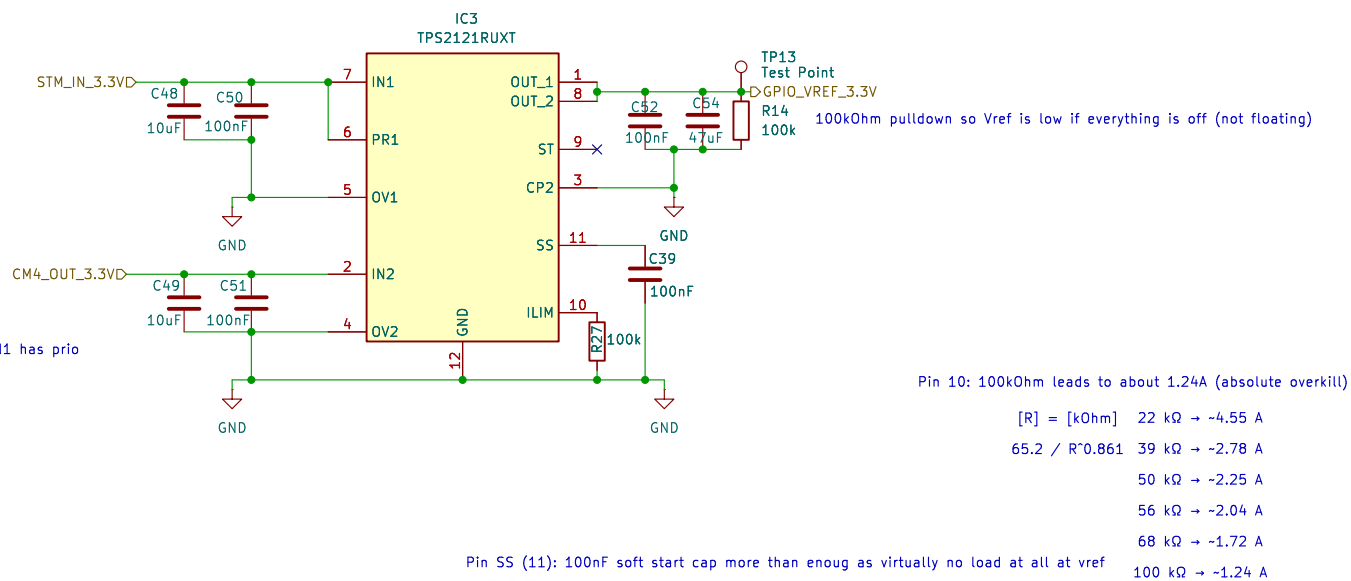 IC3
TPS2121RUXT
STM_IN_3.3V
C48
10uF
C50
100nF
7
IN1
6
PR1
5
OV1
GND
CM4_OUT_3.3V
C49
10uF
C51
100nF
2
IN2
4
OV2
GND
12
GND
has prio
OUT_1
1
OUT_2
8
ST
9
CP2
3
SS
11
ILIM
10
C52
100nF
C54
47uF
TP13
Test Point
GPIO_VREF_3.3V
R14
100k
100kOhm pulldown so Vref is low if everything is off (not floating)
GND
C39
100nF
R27
100k
GND
Pin 10: 100kOhm leads to about 1.24A (absolute overkill)
[R] = [kOhm]
65.2 / R^0.861
22 kΩ → ~4.55 A
39 kΩ → ~2.78 A
50 kΩ → ~2.25 A
56 kΩ → ~2.04 A
68 kΩ → ~1.72 A
100 kΩ → ~1.24 A
Pin SS (11): 100nF soft start cap more than enoug as virtually no load at all at vref